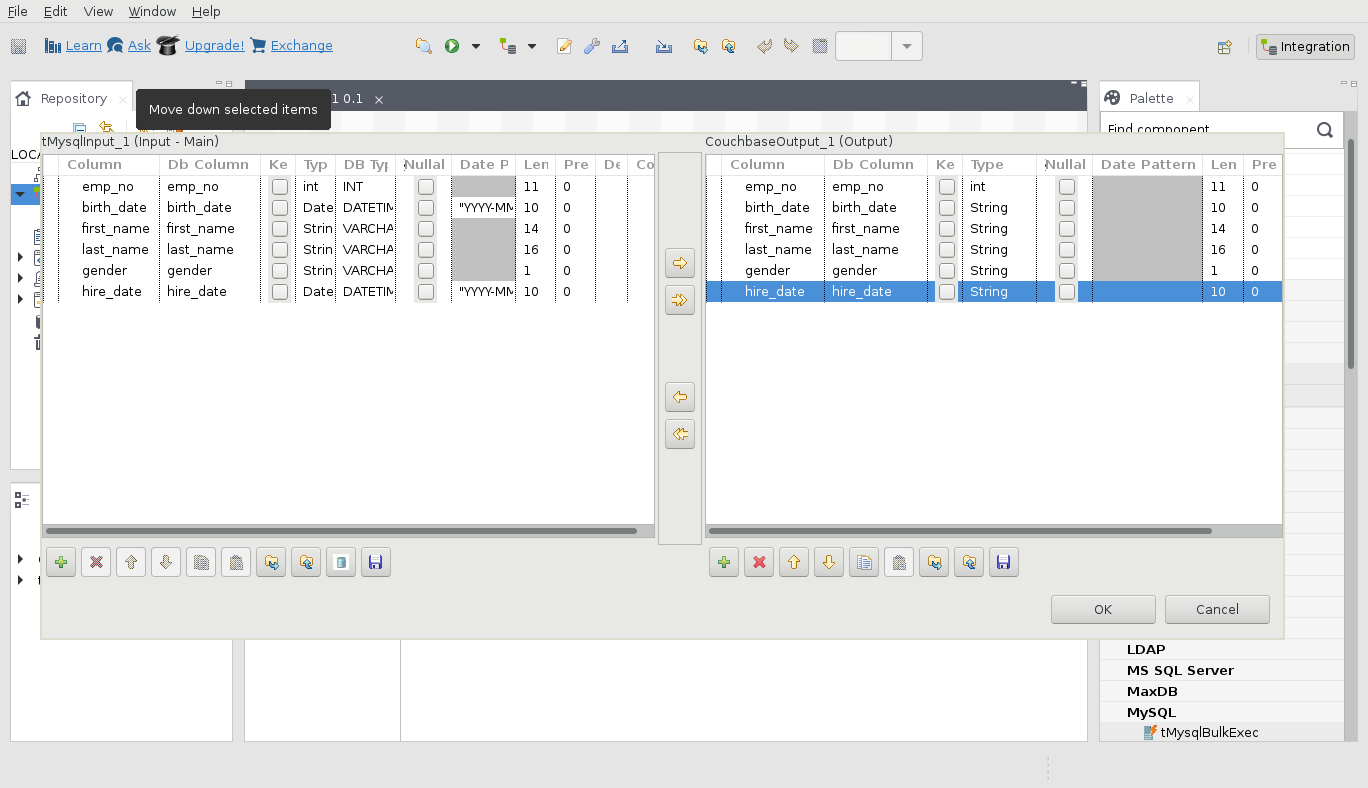 File Edit View Window Help
Learn Ask Upgrade! Exchange Integration
Repository
Move down selected items
1 0.1
Palette
Find component
LOCA
tMysqlInput_1 (Input - Main)
Column Db Column Ke Typ DB Typ Nullal Date P Len Pre De Co
emp_no emp_no int INT 11 0
birth_date birth_date Date DATETIM "YYYY-MM 10 0
first_name first_name Strin VARCHA 14 0
last_name last_name Strin VARCHA 16 0
gender gender Strin VARCHA 1 0
hire_date hire_date Date DATETIM "YYYY-MM 10 0
CouchbaseOutput_1 (Output)
Column Db Column Ke Type Nullal Date Pattern Len Pre
emp_no emp_no int 11 0
birth_date birth_date String 10 0
first_name first_name String 14 0
last_name last_name String 16 0
gender gender String 1 0
hire_date hire_date String 10 0
OK Cancel
LDAP
MS SQL Server
MaxDB
MySQL
tMysqlBulkExec